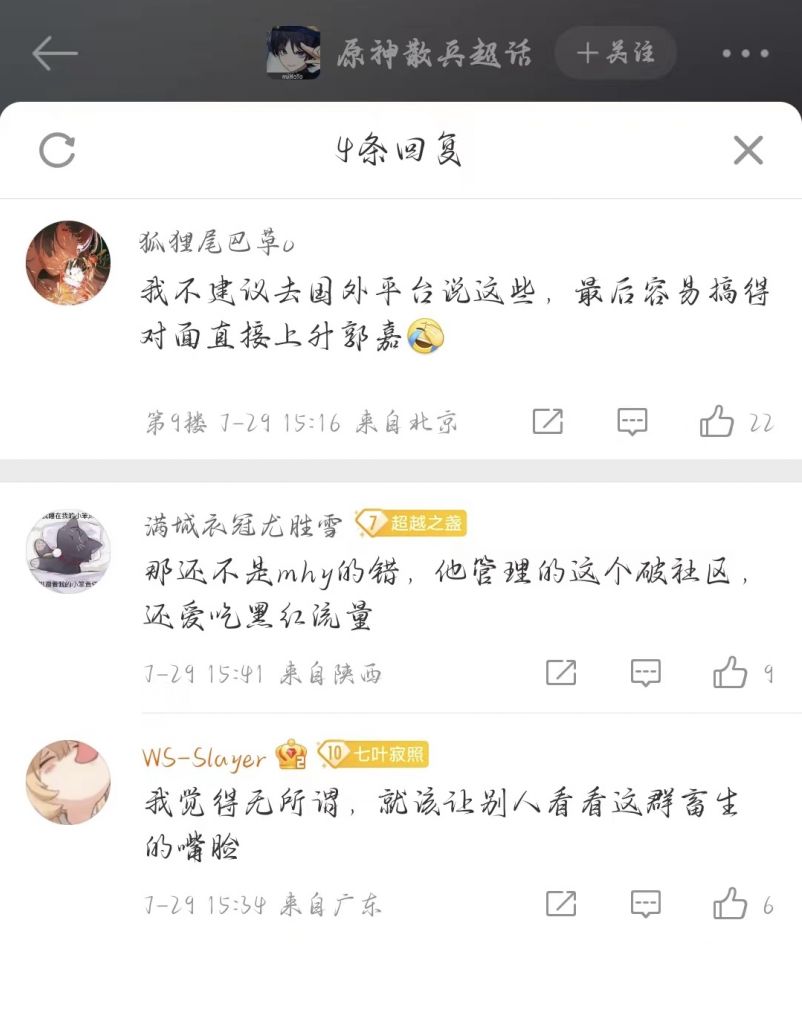 原神散兵超话
+关注
miHoYo
4条回复
狐狸尾巴草o
我不建议去国外平台说这些，最后容易搞得
对面直接上升郭嘉🤣
第9楼 7-29 15:16 来自北京
22
满城衣冠尤胜雪 7 超越之盏
那还不是mhy的错，他管理的这个破社区，
还爱吃黑红流量
7-29 15:41 来自陕西
9
WS-Slayer 2 10 七叶寂照
我觉得无所谓，就该让别人看看这群畜生
的嘴脸
7-29 15:34 来自广东
6